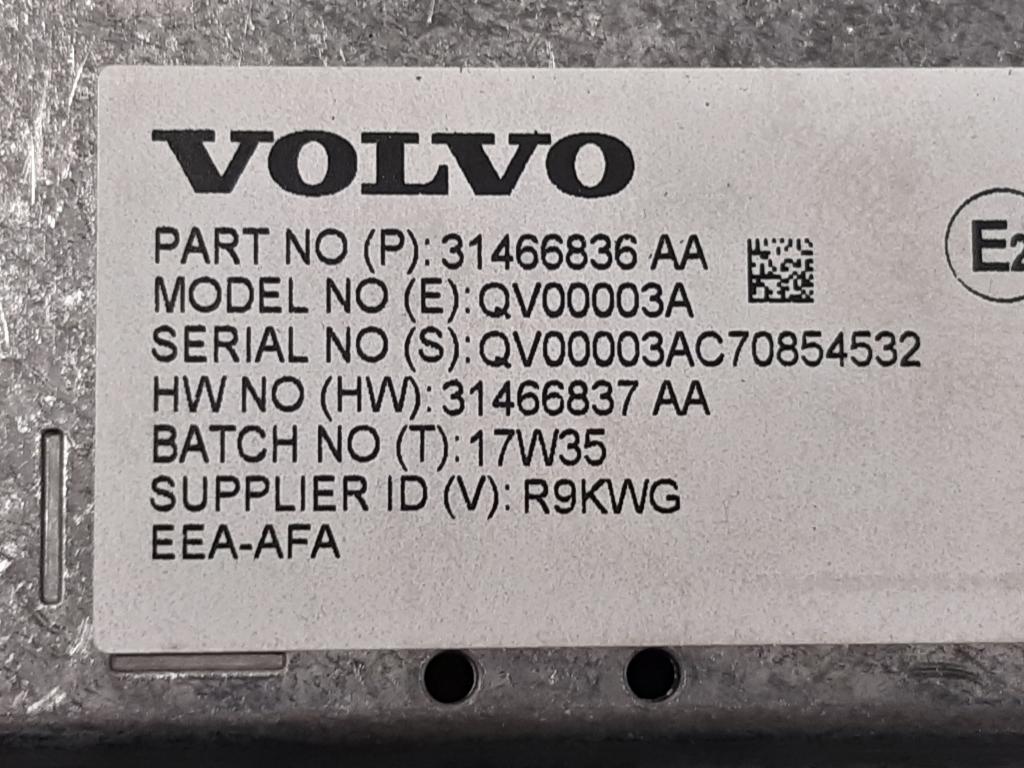 VOLVO
PART NO (P): 31466836 AA
MODEL NO (E): QV00003A
SERIAL NO (S): QV00003AC70854532
HW NO (HW): 31466837 AA
BATCH NO (T): 17W35
SUPPLIER ID (V): R9KWG
EEA-AFA
E2